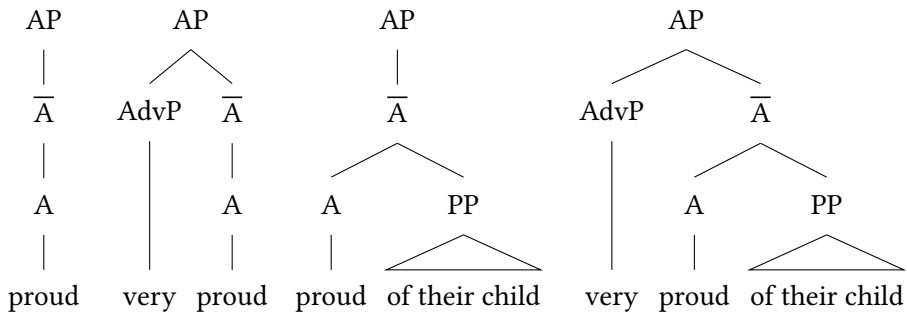 AP AP AP AP
A̅ AdvP A̅ A̅ AdvP A̅
A A A PP A PP
proud very proud proud of their child very proud of their child